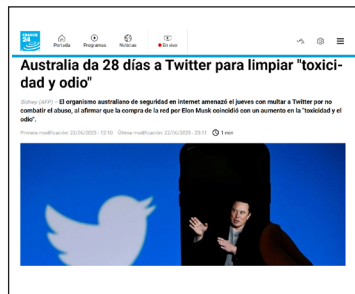 FRANCE
24
Portada Programas Noticias En vivo
Australia da 28 días a Twitter para limpiar "toxici-
dad y odio"
Sídney (AFP) – El organismo australiano de seguridad en internet amenazó el jueves con multar a Twitter por no
combatir el abuso, al afirmar que la compra de la red por Elon Musk coincidió con un aumento en la "toxicidad y el
odio".
Primera modificación: 22/06/2023 - 12:10 Última modificación: 22/06/2023 - 23:11 1 min